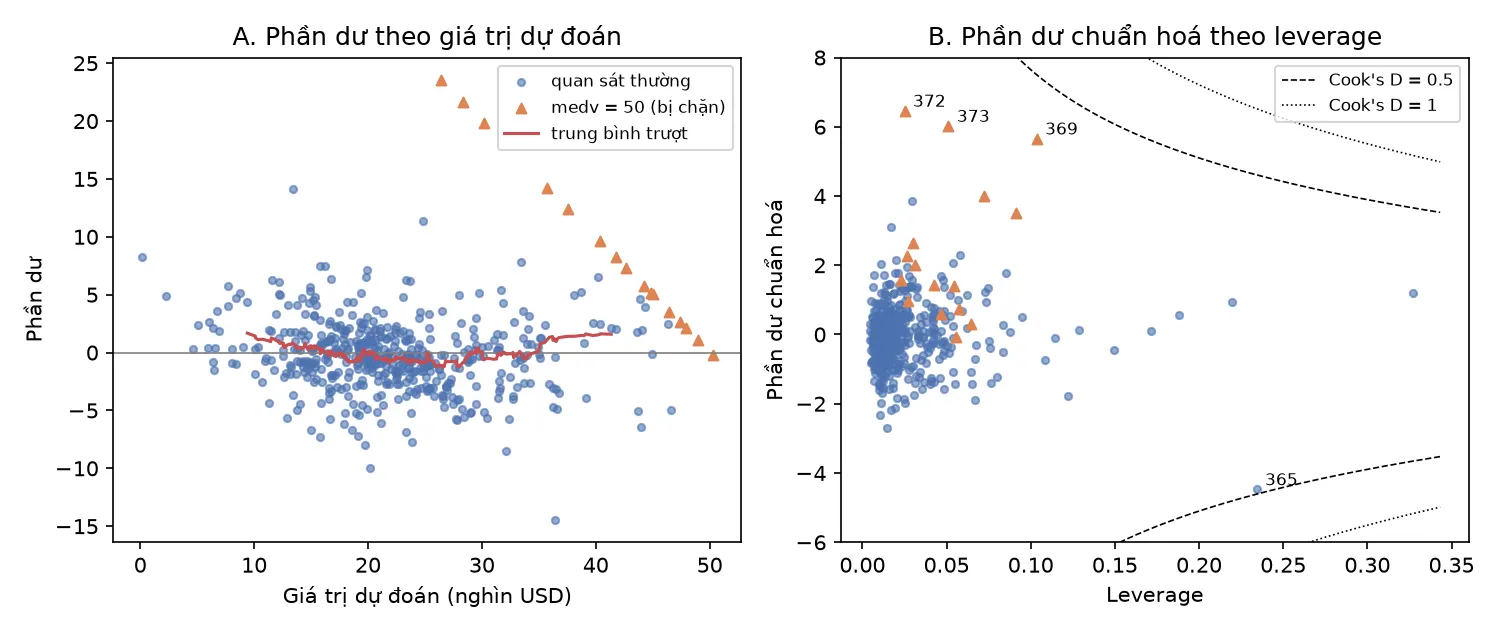 A. Phần dư theo giá trị dự đoán
25
20
15
10
5
0
−5
−10
−15
Phần dư
quan sát thường
medv = 50 (bị chặn)
trung bình trượt
0 10 20 30 40 50
Giá trị dự đoán (nghìn USD)
B. Phần dư chuẩn hoá theo leverage
8
6
4
2
0
−2
−4
−6
Phần dư chuẩn hoá
Cook's D = 0.5
Cook's D = 1
372
373
369
365
0.00 0.05 0.10 0.15 0.20 0.25 0.30 0.35
Leverage